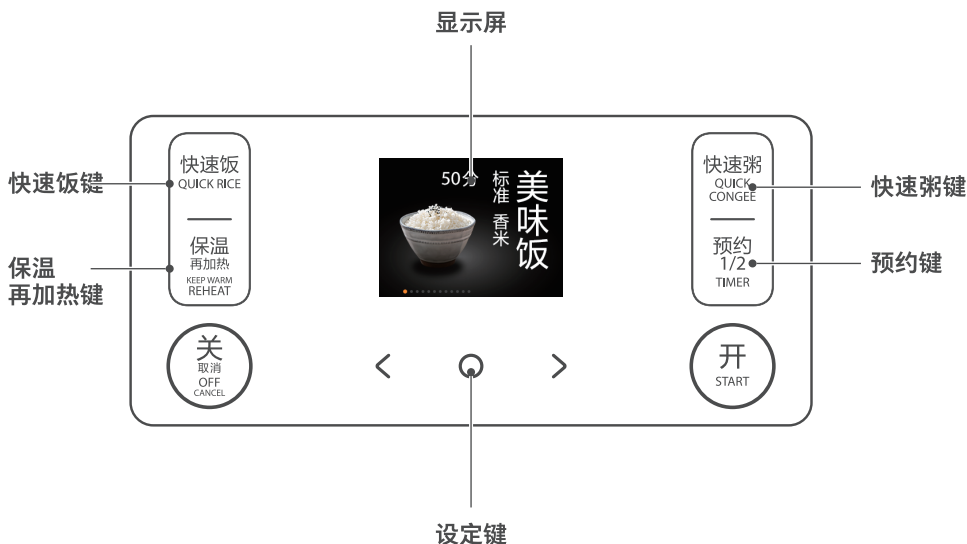 显示屏
快速饭
QUICK RICE
保温
再加热
KEEP WARM
REHEAT
关
取消
OFF
CANCEL
快速饭键
保温
再加热键
50分
标准 香米
美味饭
<
>
快速粥
QUICK
CONGEE
预约
1/2
TIMER
开
START
快速粥键
预约键
设定键